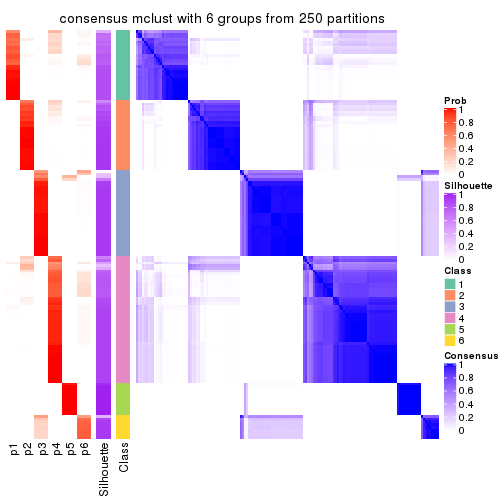 consensus mclust with 6 groups from 250 partitions
Prob
1
0.8
0.6
0.4
0.2
0
Silhouette
1
0.8
0.6
0.4
0.2
0
Class
1
2
3
4
5
6
Consensus
1
0.8
0.6
0.4
0.2
0
p1
p2
p3
p4
p5
p6
Silhouette
Class